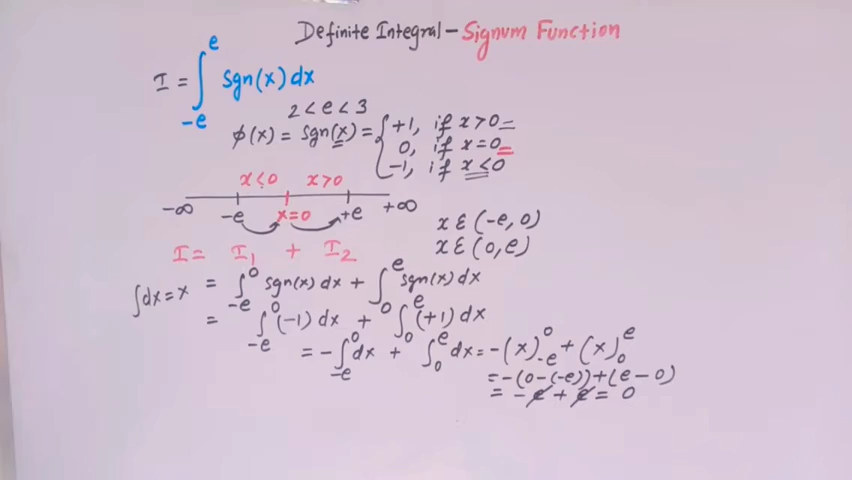 Definite Integral - Signum Function
I = ∫_{-e}^{e} sgn(x) dx
2 < e < 3
φ(x) = sgn(x) = { +1, if x > 0
0, if x = 0
-1, if x < 0
x < 0 x > 0
-∞ -e x=0 +e +∞
x ε (-e, 0)
x ε (0, e)
I = I₁ + I₂
∫dx = x = ∫_{-e}^{0} sgn(x) dx + ∫_{0}^{e} sgn(x) dx
= ∫_{-e}^{0} (-1) dx + ∫_{0}^{e} (+1) dx
= -∫_{-e}^{0} dx + ∫_{0}^{e} dx = -(x)_{-e}^{0} + (x)_{0}^{e}
= -(0-(-e)) + (e-0)
= -e + e = 0